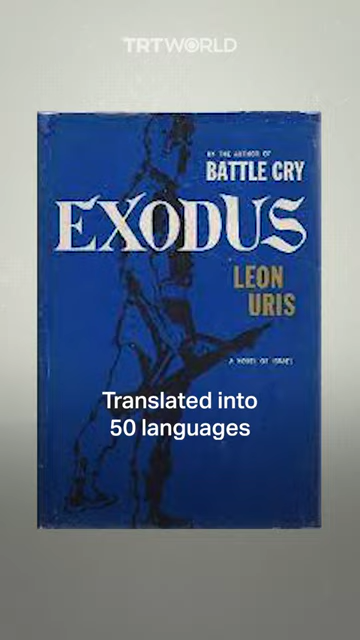 TRTWORLD
BY THE AUTHOR OF
BATTLE CRY
EXODUS
LEON
URIS
A NOVEL OF ISRAEL
Translated into
50 languages